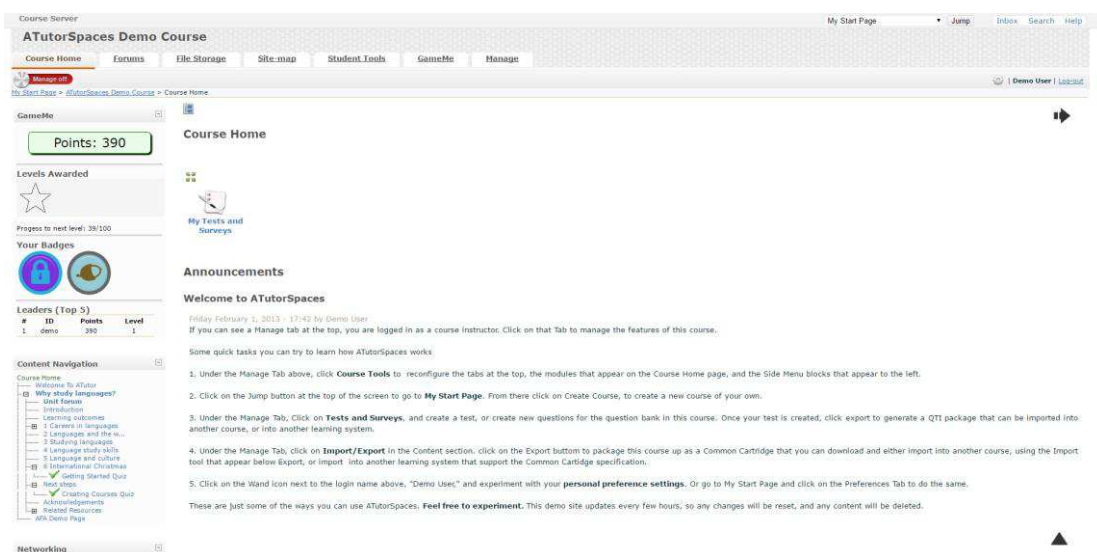 Course Server
My Start Page Jump Inbox Search Help
ATutorSpaces Demo Course
Course Home Forums File Storage Site-map Student Tools GameMe Manage
Manage off
| Demo User | Log-out
My Start Page > ATutorSpaces Demo Course > Course Home
GameMe
Points: 390
Levels Awarded
Progess to next level: 39/100
Your Badges
Leaders (Top 5)
# ID Points Level
1 demo 390 1
Content Navigation
Course Home
Welcome To ATutor
Why study languages?
Unit forum
Introduction
Learning outcomes
1 Careers in languages
2 Languages and the w...
3 Studying languages
4 Language study skills
5 Language and culture
6 International Christmas
Getting Started Quiz
Next steps
Creating Courses Quiz
Acknowledgements
Related Resources
AFA Demo Page
Networking
Course Home
My Tests and
Surveys
Announcements
Welcome to ATutorSpaces
Friday February 1, 2013 - 17:42 by Demo User
If you can see a Manage tab at the top, you are logged in as a course instructor. Click on that Tab to manage the features of this course.
Some quick tasks you can try to learn how ATutorSpaces works
1. Under the Manage Tab above, click Course Tools to reconfigure the tabs at the top, the modules that appear on the Course Home page, and the Side Menu blocks that appear to the left.
2. Click on the Jump button at the top of the screen to go to My Start Page. From there click on Create Course, to create a new course of your own.
3. Under the Manage Tab, Click on Tests and Surveys, and create a test, or create new questions for the question bank in this course. Once your test is created, click export to generate a QTI package that can be imported into
another course, or into another learning system.
4. Under the Manage Tab, click on Import/Export in the Content section. click on the Export buttom to package this course up as a Common Cartridge that you can download and either import into another course, using the Import
tool that appear below Export, or import into another learning system that support the Common Cartidge specification.
5. Click on the Wand icon next to the login name above, "Demo User," and experiment with your personal preference settings. Or go to My Start Page and click on the Preferences Tab to do the same.
These are just some of the ways you can use ATutorSpaces. Feel free to experiment. This demo site updates every few hours, so any changes will be reset, and any content will be deleted.